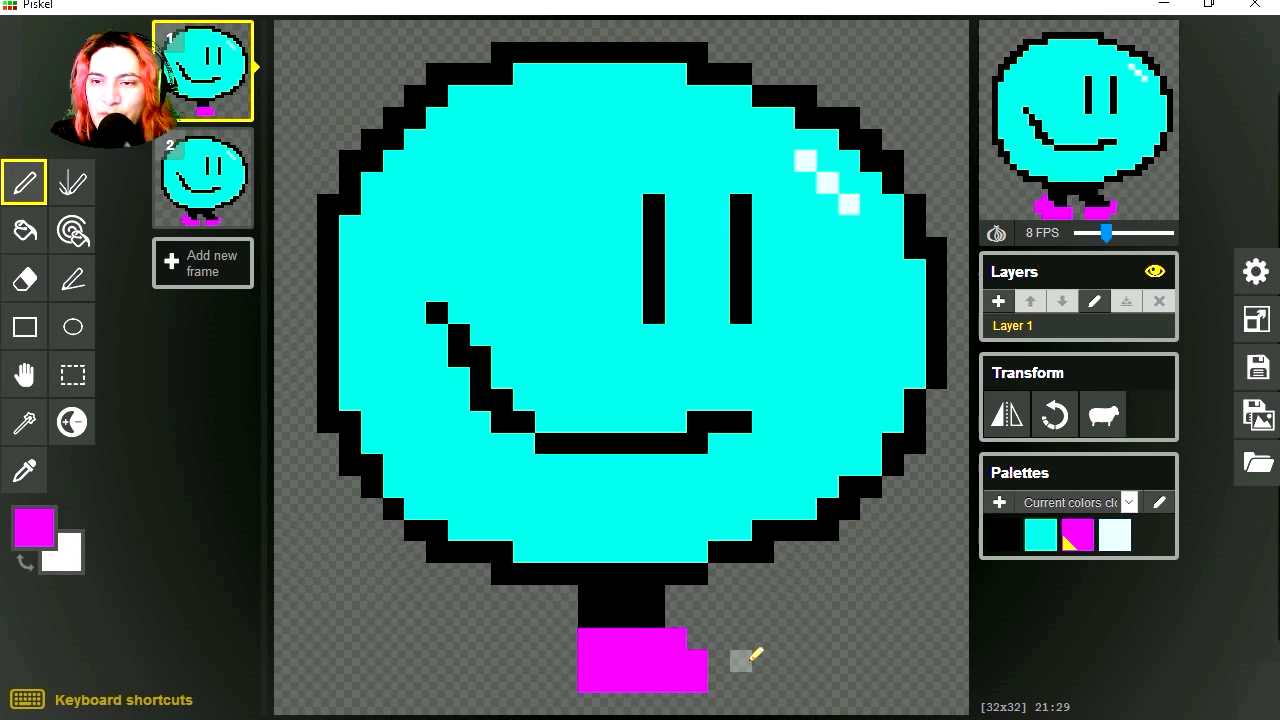 Piskel
1
2
Add new
frame
8 FPS
Layers
Layer 1
Transform
Palettes
Current colors clo
Keyboard shortcuts
[32x32] 21:29